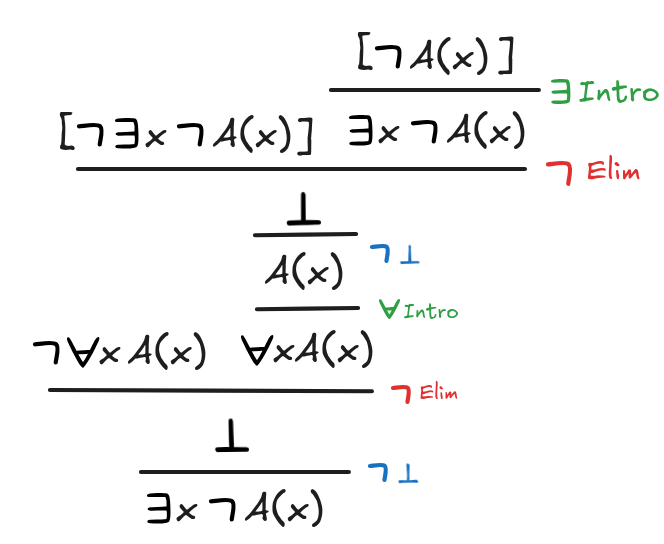 [¬A(x)]
∃ Intro
[¬∃x¬A(x)] ∃x¬A(x)
¬ Elim
⊥
¬⊥
A(x)
∀ Intro
¬∀xA(x) ∀xA(x)
¬ Elim
⊥
¬⊥
∃x¬A(x)